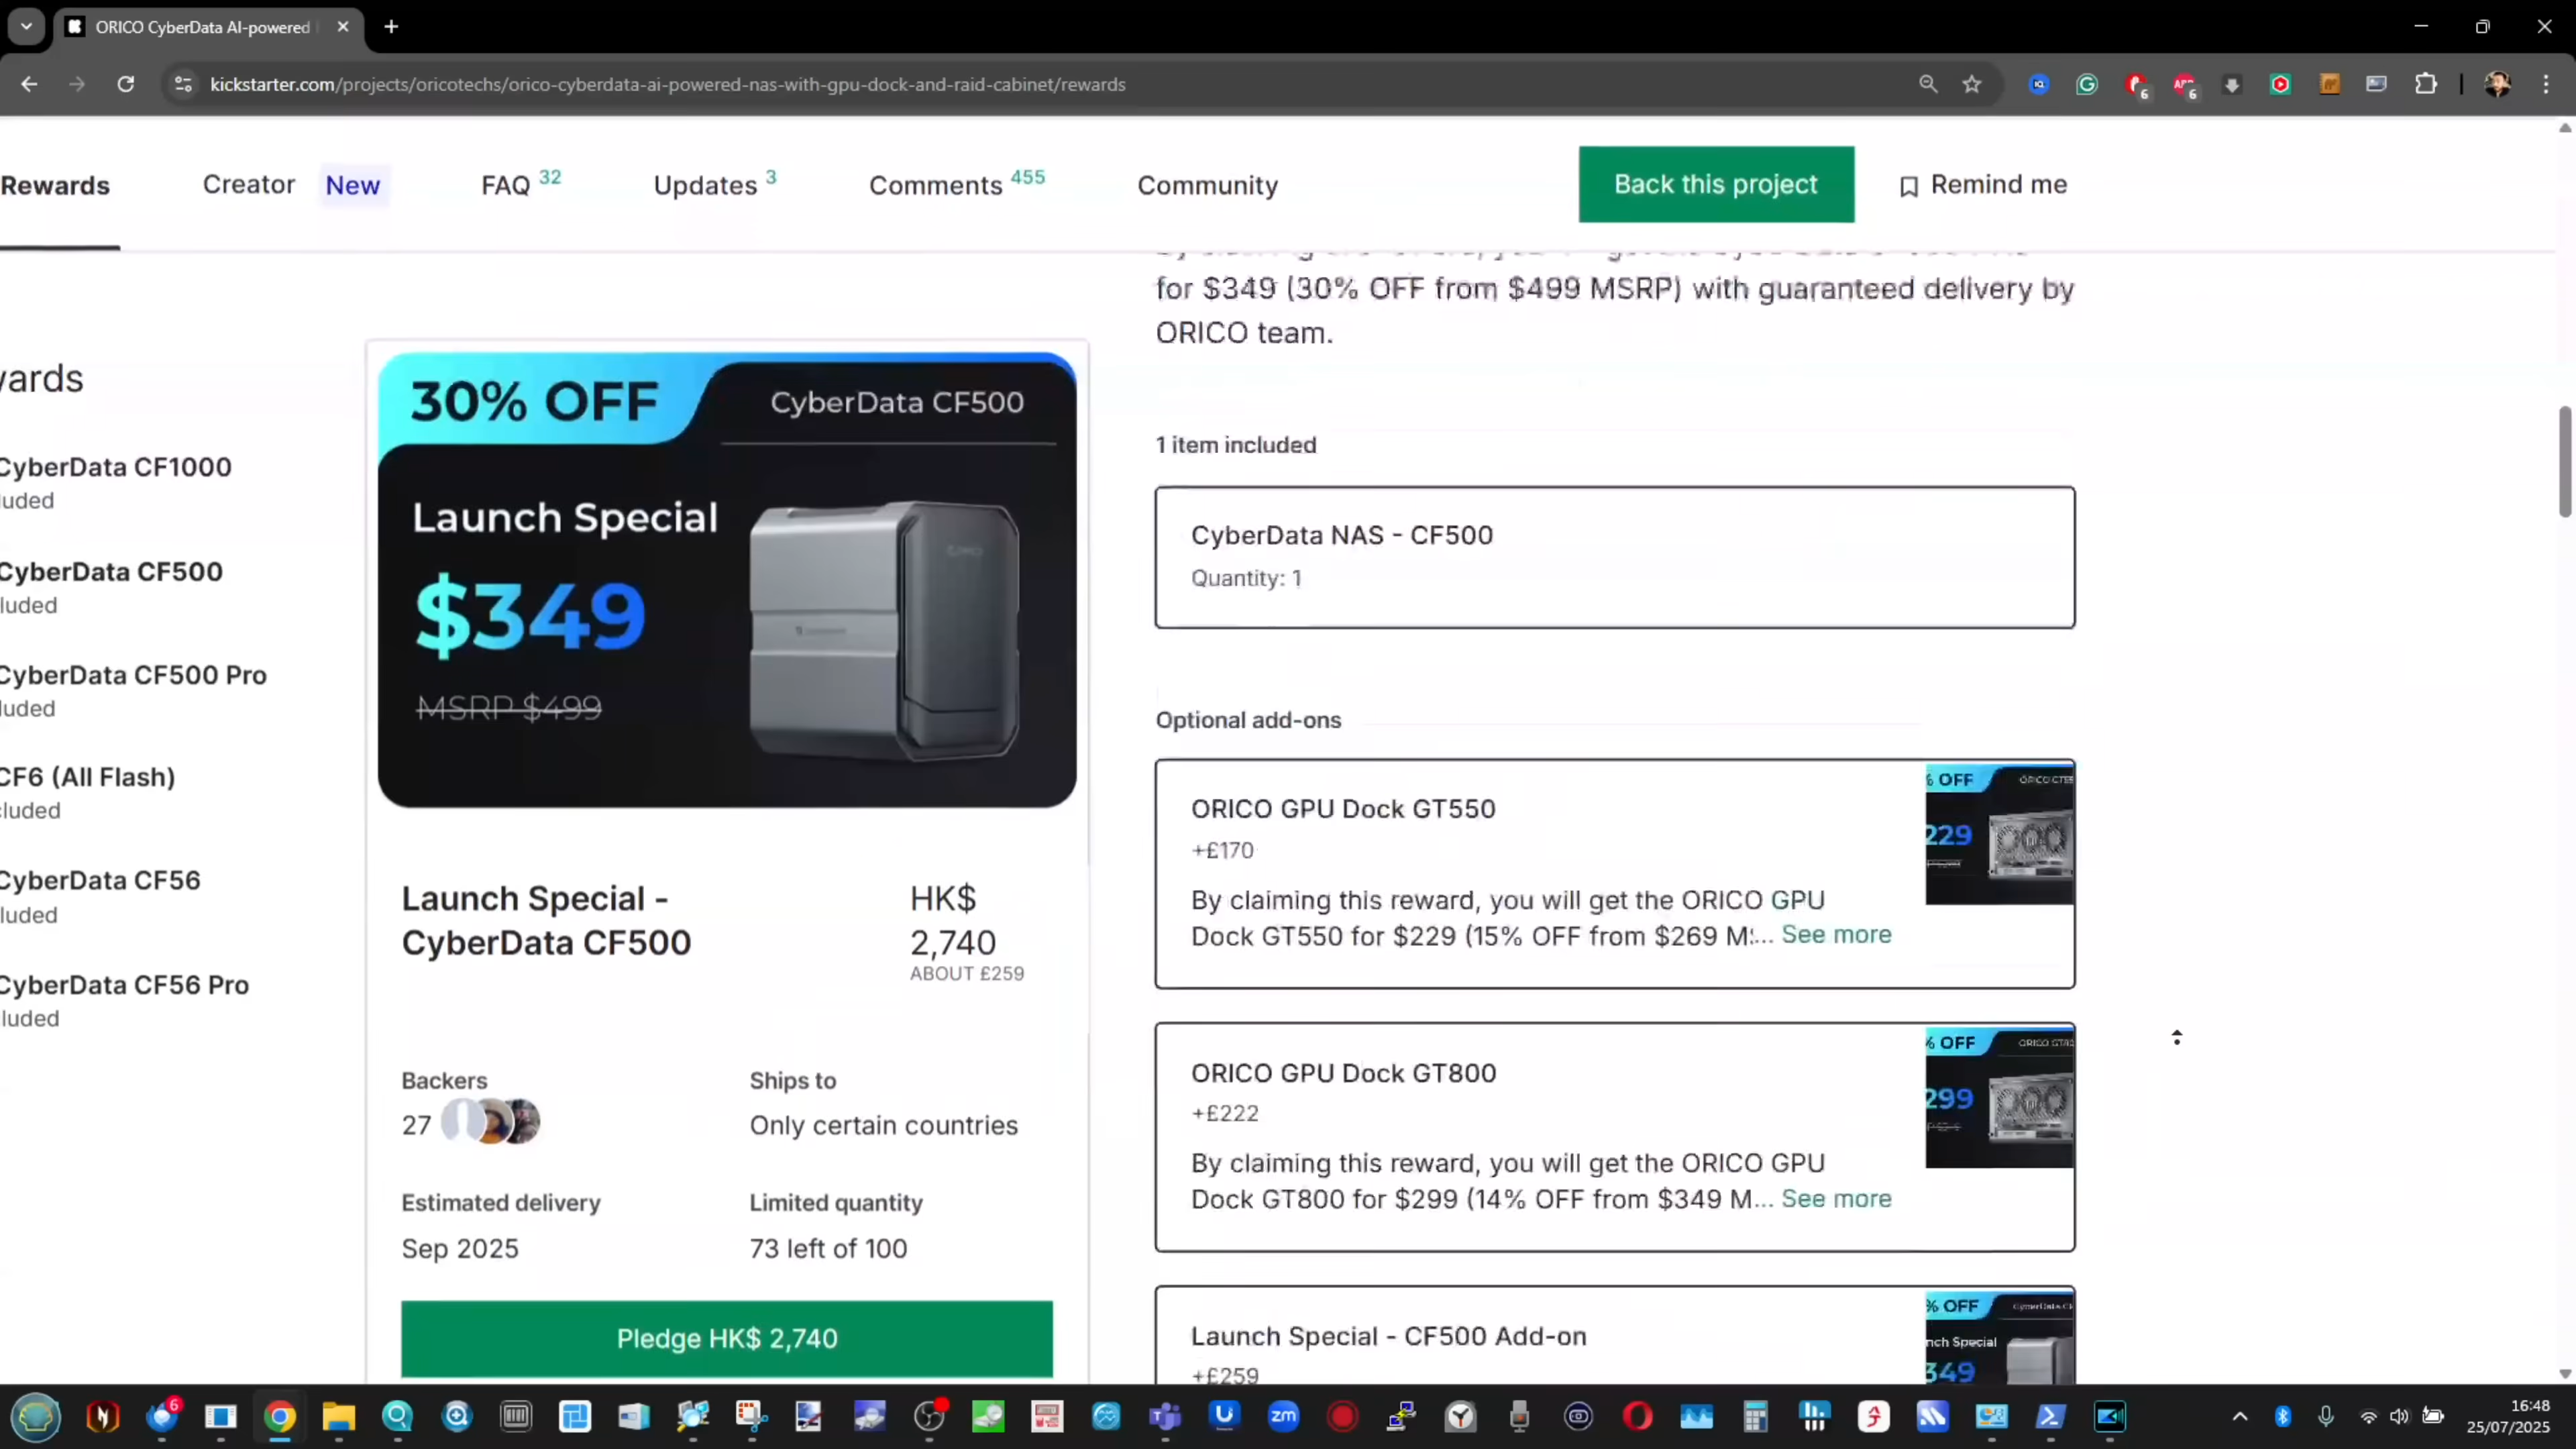 ORICO CyberData AI-powered
kickstarter.com/projects/oricotechs/orico-cyberdata-ai-powered-nas-with-gpu-dock-and-raid-cabinet/rewards
Rewards
Creator New
FAQ 32
Updates 3
Comments 455
Community
Back this project
Remind me
for $349 (30% OFF from $499 MSRP) with guaranteed delivery by
ORICO team.
wards
CyberData CF1000
luded
CyberData CF500
luded
CyberData CF500 Pro
luded
CF6 (All Flash)
cluded
CyberData CF56
luded
CyberData CF56 Pro
luded
30% OFF
CyberData CF500
Launch Special
$349
MSRP $499
Launch Special -
CyberData CF500
HK$
2,740
ABOUT £259
Backers
27
Ships to
Only certain countries
Estimated delivery
Sep 2025
Limited quantity
73 left of 100
Pledge HK$ 2,740
1 item included
CyberData NAS - CF500
Quantity: 1
Optional add-ons
ORICO GPU Dock GT550
+£170
By claiming this reward, you will get the ORICO GPU
Dock GT550 for $229 (15% OFF from $269 M... See more
% OFF
229
ORICO GPU Dock GT800
+£222
By claiming this reward, you will get the ORICO GPU
Dock GT800 for $299 (14% OFF from $349 M... See more
% OFF
299
Launch Special - CF500 Add-on
+£259
% OFF
nch Special
349
16:48
25/07/2025